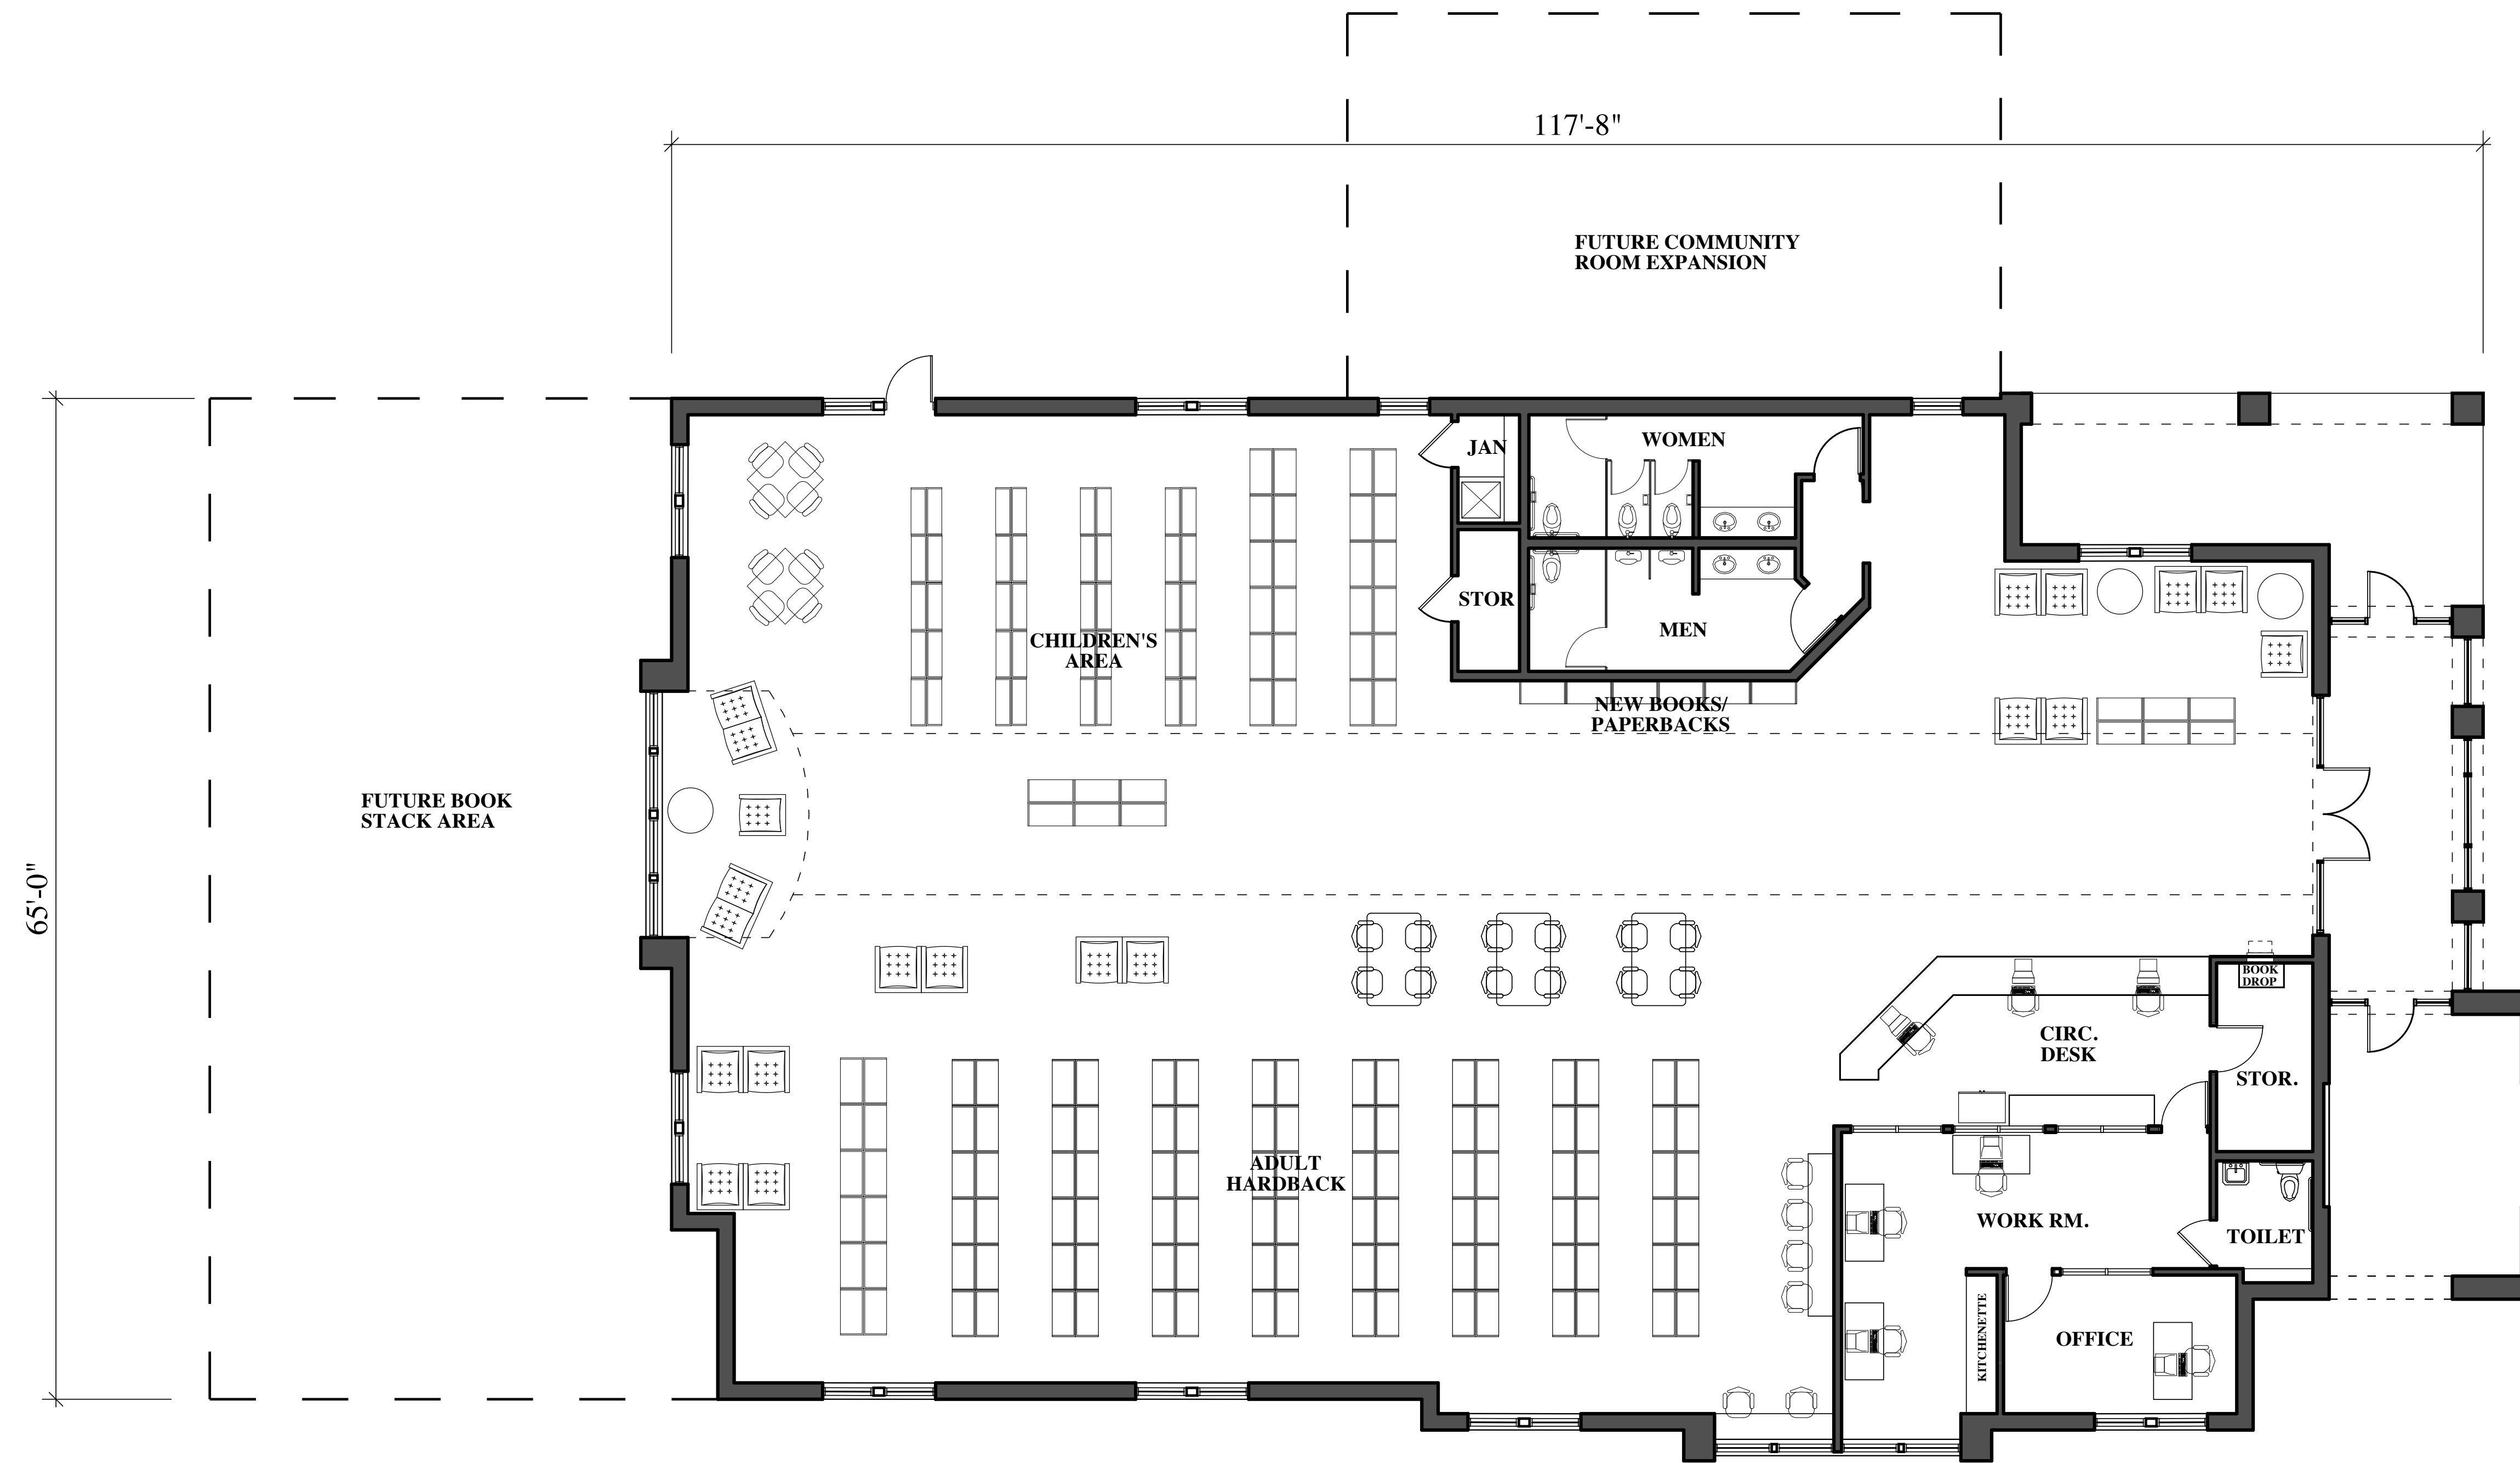 117'-8"
FUTURE COMMUNITY
ROOM EXPANSION
WOMEN
JAN
STOR
MEN
CHILDREN'S
AREA
NEW BOOKS/
PAPERBACKS
FUTURE BOOK
STACK AREA
65'-0"
BOOK
DROP
CIRC.
DESK
STOR.
ADULT
HARDBACK
WORK RM.
TOILET
KITCHENETTE
OFFICE